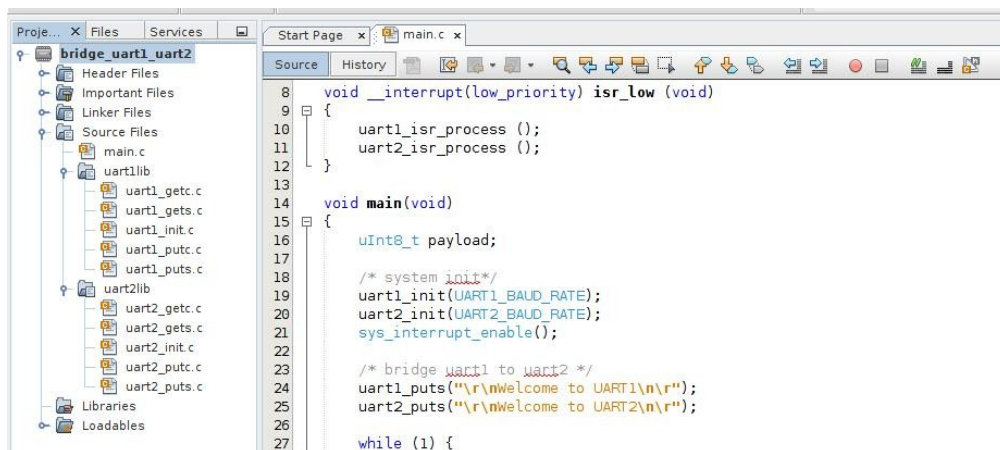 Proje... X Files Services
bridge_uart1_uart2
Header Files
Important Files
Linker Files
Source Files
main.c
uart1lib
uart1_getc.c
uart1_gets.c
uart1_init.c
uart1_putc.c
uart1_puts.c
uart2lib
uart2_getc.c
uart2_gets.c
uart2_init.c
uart2_putc.c
uart2_puts.c
Libraries
Loadables
Start Page x main.c x
Source History
8 void __interrupt(low_priority) isr_low (void)
9 {
10 uart1_isr_process ();
11 uart2_isr_process ();
12 }
13
14 void main(void)
15 {
16 uInt8_t payload;
17
18 /* system init*/
19 uart1_init(UART1_BAUD_RATE);
20 uart2_init(UART2_BAUD_RATE);
21 sys_interrupt_enable();
22
23 /* bridge uart1 to uart2 */
24 uart1_puts("\r\nWelcome to UART1\n\r");
25 uart2_puts("\r\nWelcome to UART2\n\r");
26
27 while (1) {